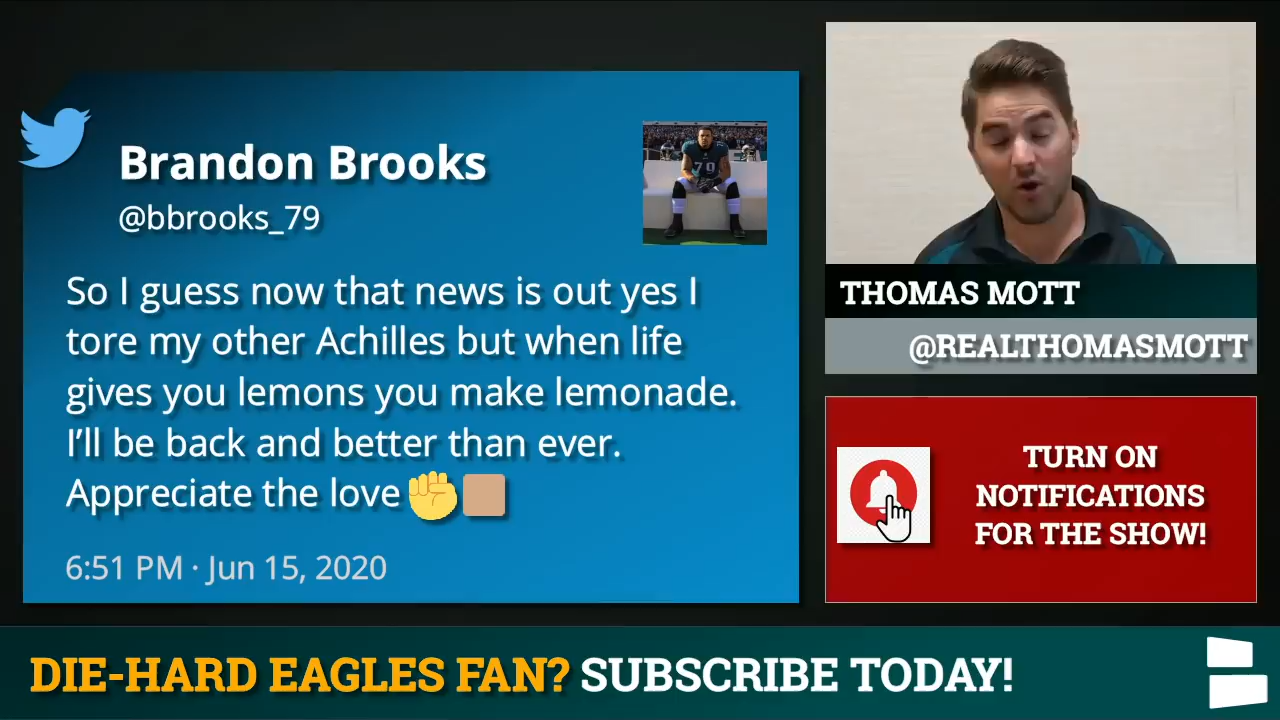 Brandon Brooks
@bbrooks_79
So I guess now that news is out yes I
tore my other Achilles but when life
gives you lemons you make lemonade.
I'll be back and better than ever.
Appreciate the love ✊🏽
6:51 PM · Jun 15, 2020
79
THOMAS MOTT
@REALTHOMASMOTT
TURN ON
NOTIFICATIONS
FOR THE SHOW!
DIE-HARD EAGLES FAN? SUBSCRIBE TODAY!